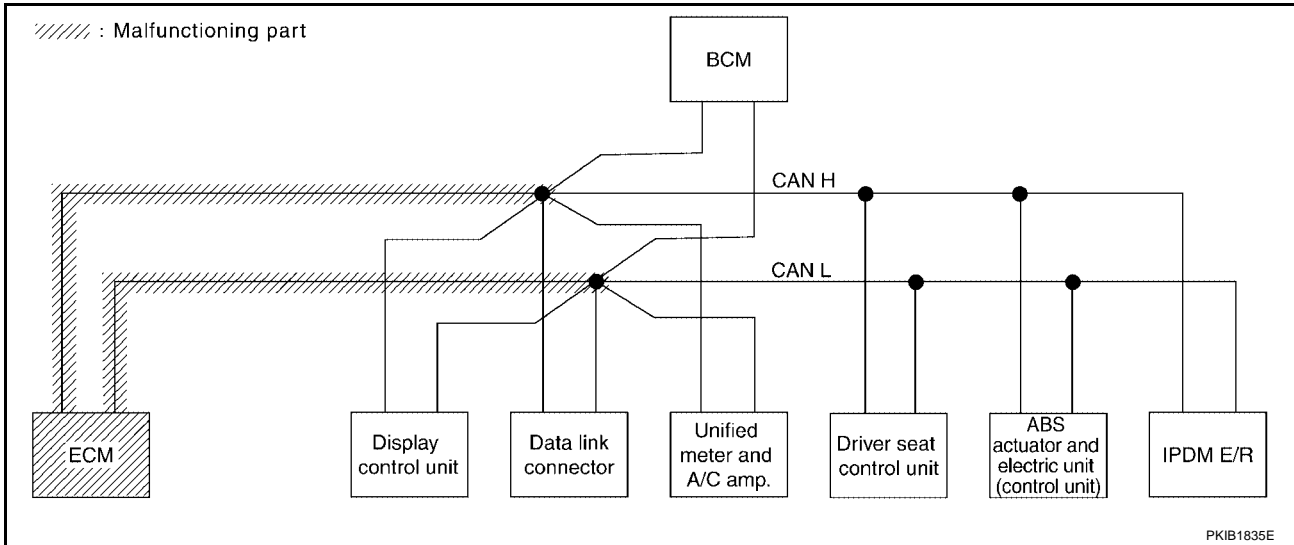 : Malfunctioning part
BCM
CAN H
CAN L
ECM
Display
control unit
Data link
connector
Unified
meter and
A/C amp.
Driver seat
control unit
ABS
actuator and
electric unit
(control unit)
IPDM E/R
PKIB1835E